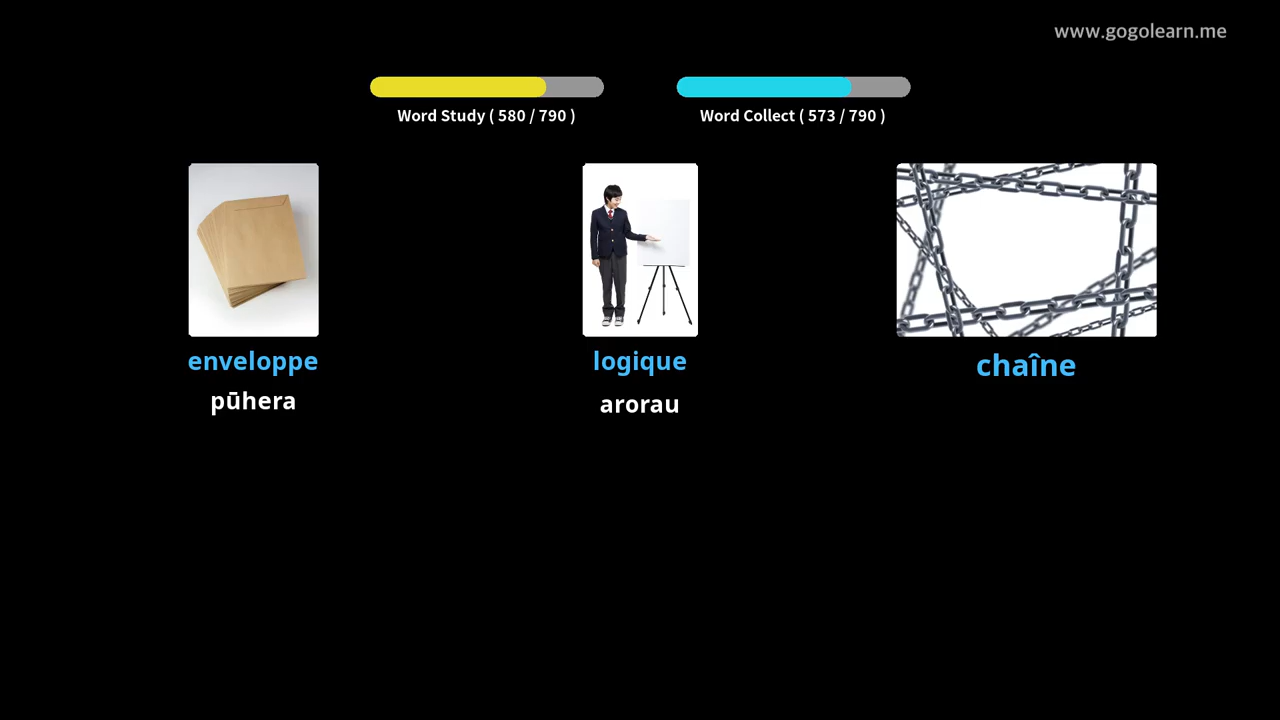 www.gogolearn.me
Word Study ( 580 / 790 )
Word Collect ( 573 / 790 )
enveloppe
pūhera
logique
arorau
chaîne